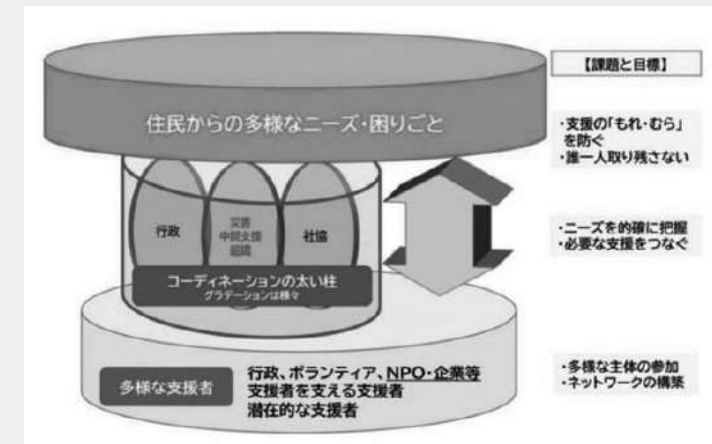 【課題と目標】
住民からの多様なニーズ・困りごと
・支援の「もれ・むら」
を防ぐ
・誰一人取り残さない
行政
災害
中間支援
組織
社協
・ニーズを的確に把握
・必要な支援をつなぐ
コーディネーションの太い柱
グラデーションは様々
多様な支援者
行政、ボランティア、NPO・企業等
支援者を支える支援者
潜在的な支援者
・多様な主体の参加
・ネットワークの構築